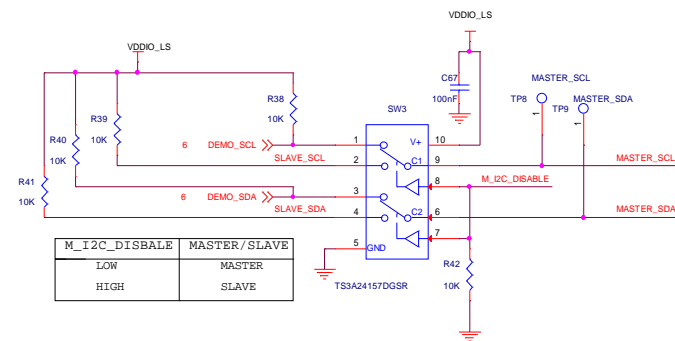 VDDIO_LS
VDDIO_LS
C67
100nF
MASTER_SCL
TP8
1
MASTER_SDA
TP9
1
R38
10K
R39
10K
R40
10K
R41
10K
SW3
6 DEMO_SCL
SLAVE_SCL
6 DEMO_SDA
SLAVE_SDA
1
2
3
4
5
V+
C1
C2
GND
10
9
8
6
7
MASTER_SCL
M_I2C_DISABLE
MASTER_SDA
TS3A24157DGSR
R42
10K
M_I2C_DISBALE MASTER/SLAVE
LOW MASTER
HIGH SLAVE